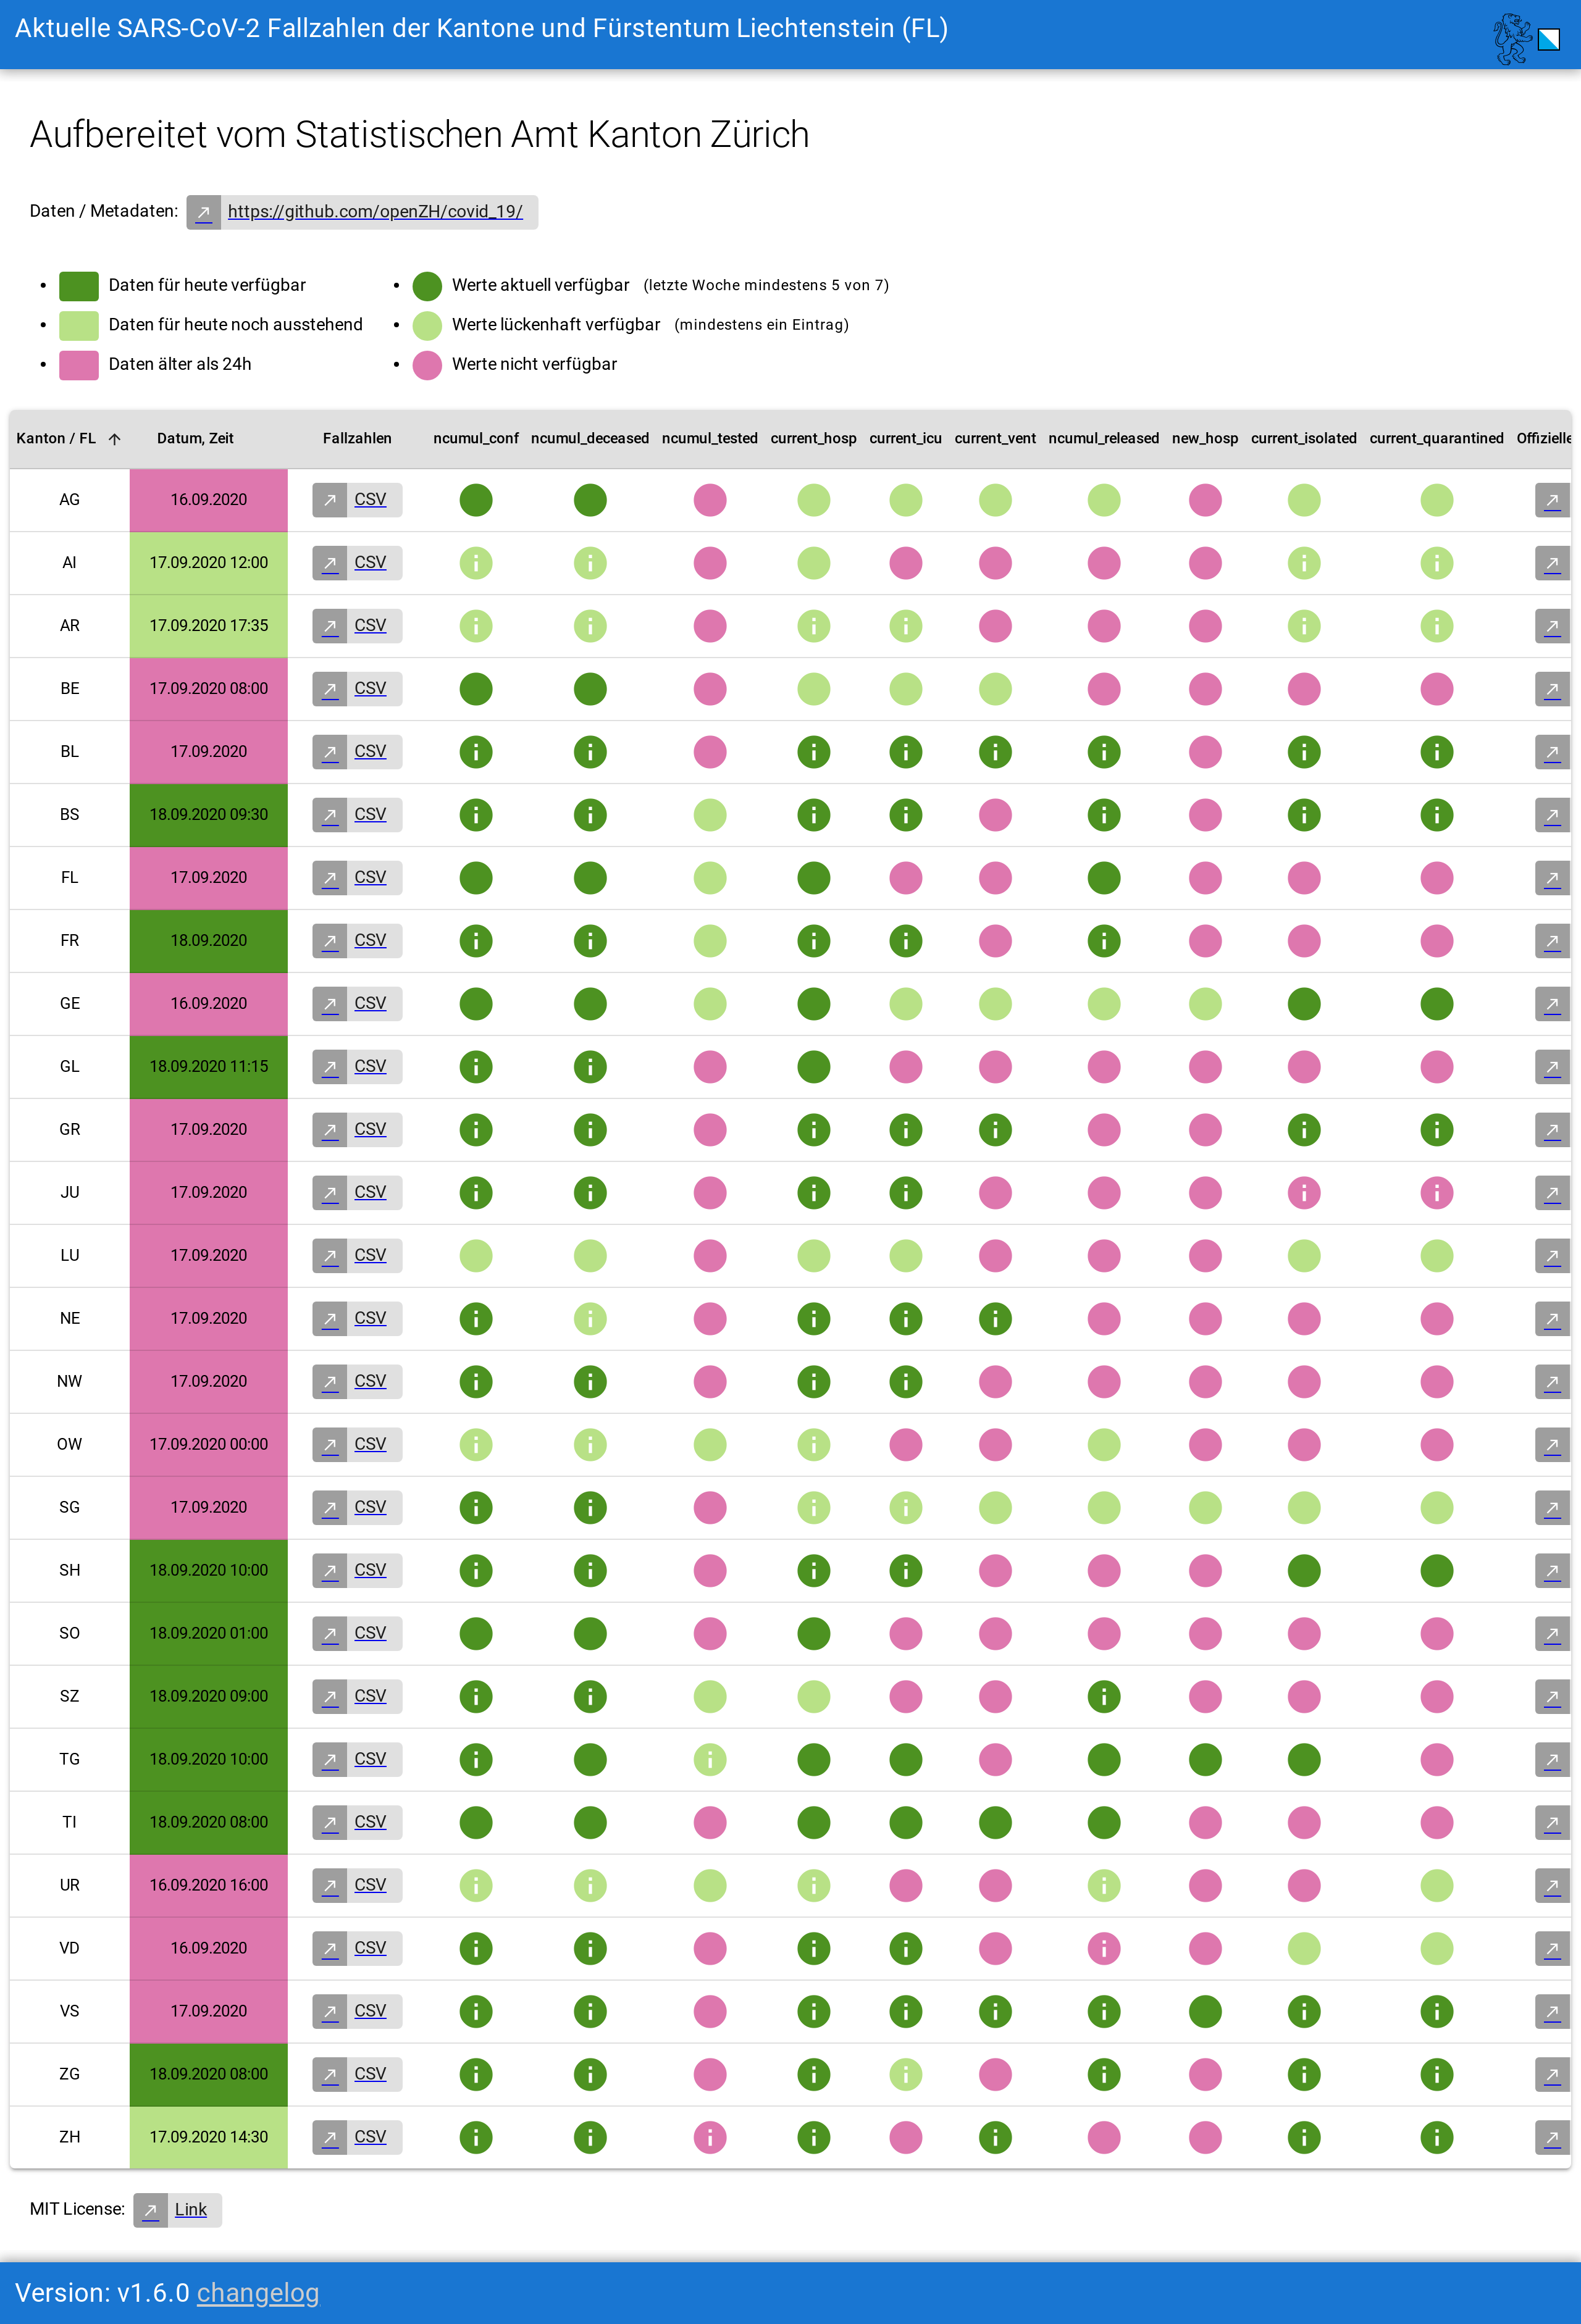 Aktuelle SARS-CoV-2 Fallzahlen der Kantone und Fürstentum Liechtenstein (FL)
Aufbereitet vom Statistischen Amt Kanton Zürich
Daten / Metadaten: https://github.com/openZH/covid_19/
Daten für heute verfügbar
Daten für heute noch ausstehend
Daten älter als 24h
Werte aktuell verfügbar (letzte Woche mindestens 5 von 7)
Werte lückenhaft verfügbar (mindestens ein Eintrag)
Werte nicht verfügbar
Kanton / FL Datum, Zeit Fallzahlen ncumul_conf ncumul_deceased ncumul_tested current_hosp current_icu current_vent ncumul_released new_hosp current_isolated current_quarantined Offizielle
AG 16.09.2020 CSV
AI 17.09.2020 12:00 CSV
AR 17.09.2020 17:35 CSV
BE 17.09.2020 08:00 CSV
BL 17.09.2020 CSV
BS 18.09.2020 09:30 CSV
FL 17.09.2020 CSV
FR 18.09.2020 CSV
GE 16.09.2020 CSV
GL 18.09.2020 11:15 CSV
GR 17.09.2020 CSV
JU 17.09.2020 CSV
LU 17.09.2020 CSV
NE 17.09.2020 CSV
NW 17.09.2020 CSV
OW 17.09.2020 00:00 CSV
SG 17.09.2020 CSV
SH 18.09.2020 10:00 CSV
SO 18.09.2020 01:00 CSV
SZ 18.09.2020 09:00 CSV
TG 18.09.2020 10:00 CSV
TI 18.09.2020 08:00 CSV
UR 16.09.2020 16:00 CSV
VD 16.09.2020 CSV
VS 17.09.2020 CSV
ZG 18.09.2020 08:00 CSV
ZH 17.09.2020 14:30 CSV
MIT License: Link
Version: v1.6.0 changelog